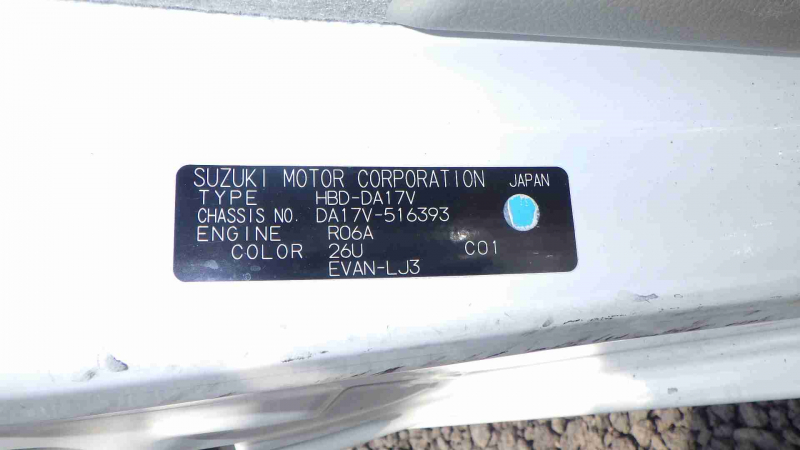 SUZUKI MOTOR CORPORATION JAPAN
TYPE HBD-DA17V
CHASSIS NO. DA17V-516393
ENGINE R06A
COLOR 26U C01
EVAN-LJ3